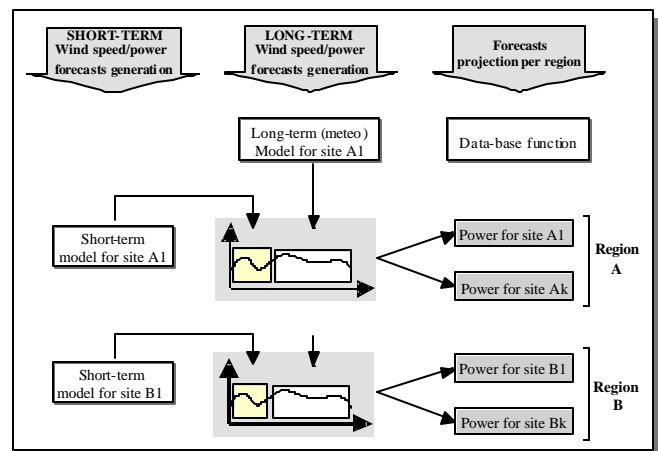 SHORT-TERM
Wind speed/power
forecasts generation
LONG-TERM
Wind speed/power
forecasts generation
Forecasts
projection per region
Long-term (meteo)
Model for site A1
Data-base function
Short-term
model for site A1
Power for site A1
Power for site Ak
Region
A
Short-term
model for site B1
Power for site B1
Power for site Bk
Region
B